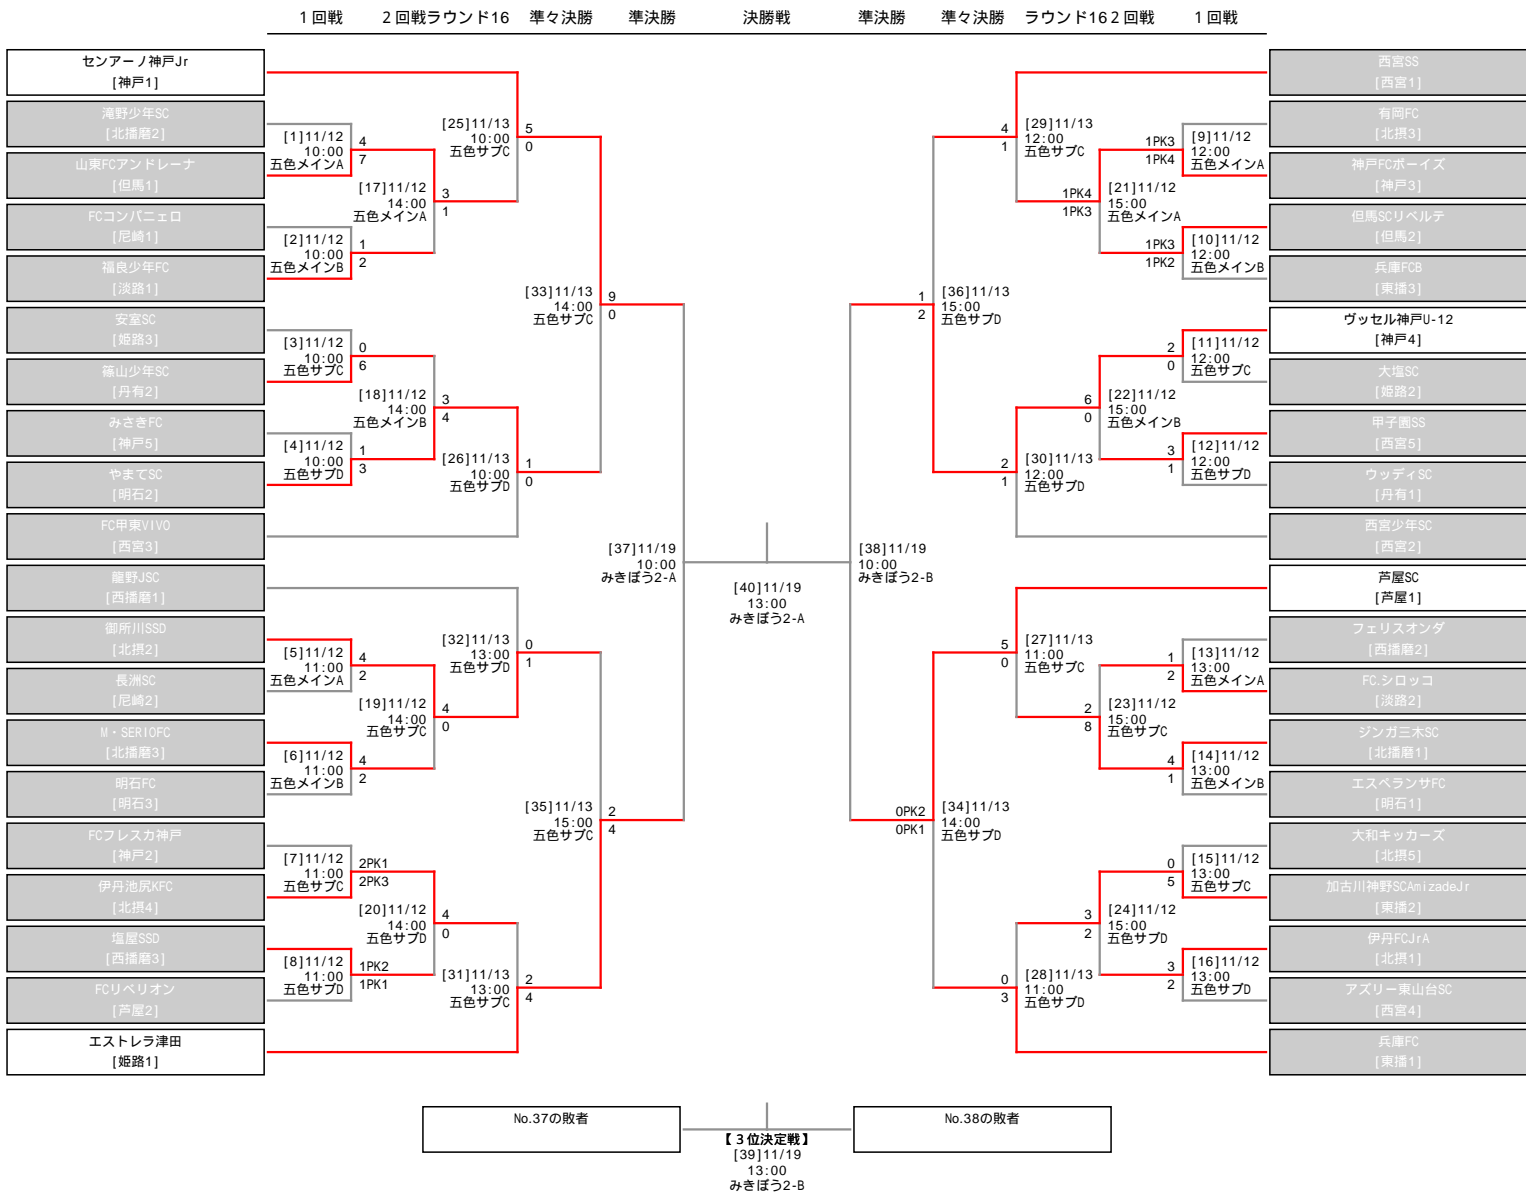 1回戦 2回戦 ラウンド16 準々決勝 準決勝 決勝戦 準決勝 準々決勝 ラウンド16 2回戦 1回戦
センアーノ神戸Jr
[神戸1]
滝野少年SC
[北播磨2]
山東FCアンドレーナ
[但馬1]
FCコンパニェロ
[尼崎1]
福良少年FC
[淡路1]
安室SC
[姫路3]
篠山少年SC
[丹有2]
みさきFC
[神戸5]
やまてSC
[明石2]
FC甲東VIVO
[西宮3]
龍野JSC
[西播磨1]
御所川SSD
[北摂2]
長洲SC
[尼崎2]
M・SERIOFC
[北播磨3]
明石FC
[明石3]
FCフレスカ神戸
[神戸2]
伊丹池尻KFC
[北摂4]
塩屋SSD
[西播磨3]
FCリベリオン
[芦屋2]
エストレラ津田
[姫路1]
[1]11/12
10:00
五色メインA
4
7
[2]11/12
10:00
五色メインB
1
2
[3]11/12
10:00
五色サブC
0
6
[4]11/12
10:00
五色サブD
1
3
[5]11/12
11:00
五色メインA
4
2
[6]11/12
11:00
五色メインB
4
2
[7]11/12
11:00
五色サブC
2PK1
2PK3
[8]11/12
11:00
五色サブD
1PK2
1PK1
[17]11/12
14:00
五色メインA
3
1
[18]11/12
14:00
五色メインB
3
4
[19]11/12
14:00
五色サブC
4
0
[20]11/12
14:00
五色サブD
4
0
[25]11/13
10:00
五色サブC
5
0
[26]11/13
10:00
五色サブD
1
0
[32]11/13
13:00
五色サブD
0
1
[31]11/13
13:00
五色サブC
2
4
[33]11/13
14:00
五色サブC
9
0
[35]11/13
15:00
五色サブC
2
4
[37]11/19
10:00
みきぼう2-A
[40]11/19
13:00
みきぼう2-A
[38]11/19
10:00
みきぼう2-B
1
2
[36]11/13
15:00
五色サブD
0PK2
0PK1
[34]11/13
14:00
五色サブD
4
1
[29]11/13
12:00
五色サブC
2
1
[30]11/13
12:00
五色サブD
5
0
[27]11/13
11:00
五色サブC
0
3
[28]11/13
11:00
五色サブD
1PK4
1PK3
[21]11/12
15:00
五色メインA
6
0
[22]11/12
15:00
五色メインB
2
8
[23]11/12
15:00
五色サブC
3
2
[24]11/12
15:00
五色サブD
1PK3
1PK4
[9]11/12
12:00
五色メインA
1PK3
1PK2
[10]11/12
12:00
五色メインB
2
0
[11]11/12
12:00
五色サブC
3
1
[12]11/12
12:00
五色サブD
1
2
[13]11/12
13:00
五色メインA
4
1
[14]11/12
13:00
五色メインB
0
5
[15]11/12
13:00
五色サブC
3
2
[16]11/12
13:00
五色サブD
西宮SS
[西宮1]
有岡FC
[北摂3]
神戸FCボーイズ
[神戸3]
但馬SCリベルテ
[但馬2]
兵庫FCB
[東播3]
ヴィッセル神戸U-12
[神戸4]
大塩SC
[姫路2]
甲子園SS
[西宮5]
ウッディSC
[丹有1]
西宮少年SC
[西宮2]
芦屋SC
[芦屋1]
フェリスオンダ
[西播磨2]
FC.シロッコ
[淡路2]
ジンガ三木SC
[北播磨1]
エスペランサFC
[明石1]
大和キッカーズ
[北摂5]
加古川神野SCAmizadeJr
[東播2]
伊丹FCJrA
[北摂1]
アズリー東山台SC
[西宮4]
兵庫FC
[東播1]
No.37の敗者
【3位決定戦】
[39]11/19
13:00
みきぼう2-B
No.38の敗者